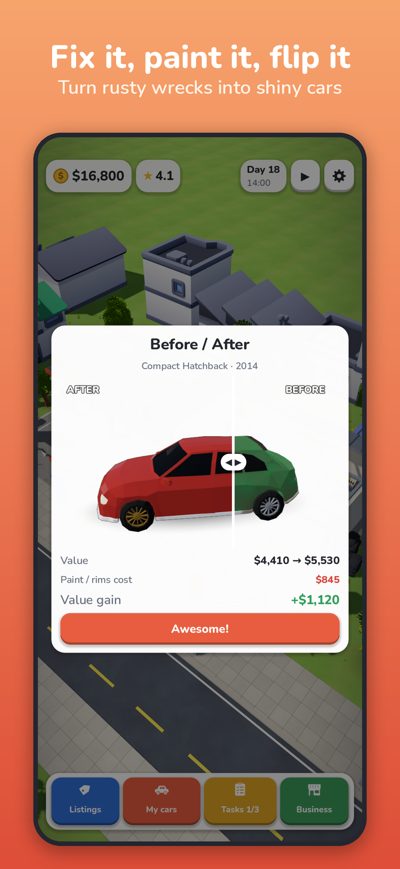 Fix it, paint it, flip it
Turn rusty wrecks into shiny cars
$16,800
4.1
Day 18
14:00
Before / After
Compact Hatchback · 2014
AFTER
BEFORE
Value
$4,410 → $5,530
Paint / rims cost
$845
Value gain
+$1,120
Awesome!
Listings
My cars
Tasks 1/3
Business